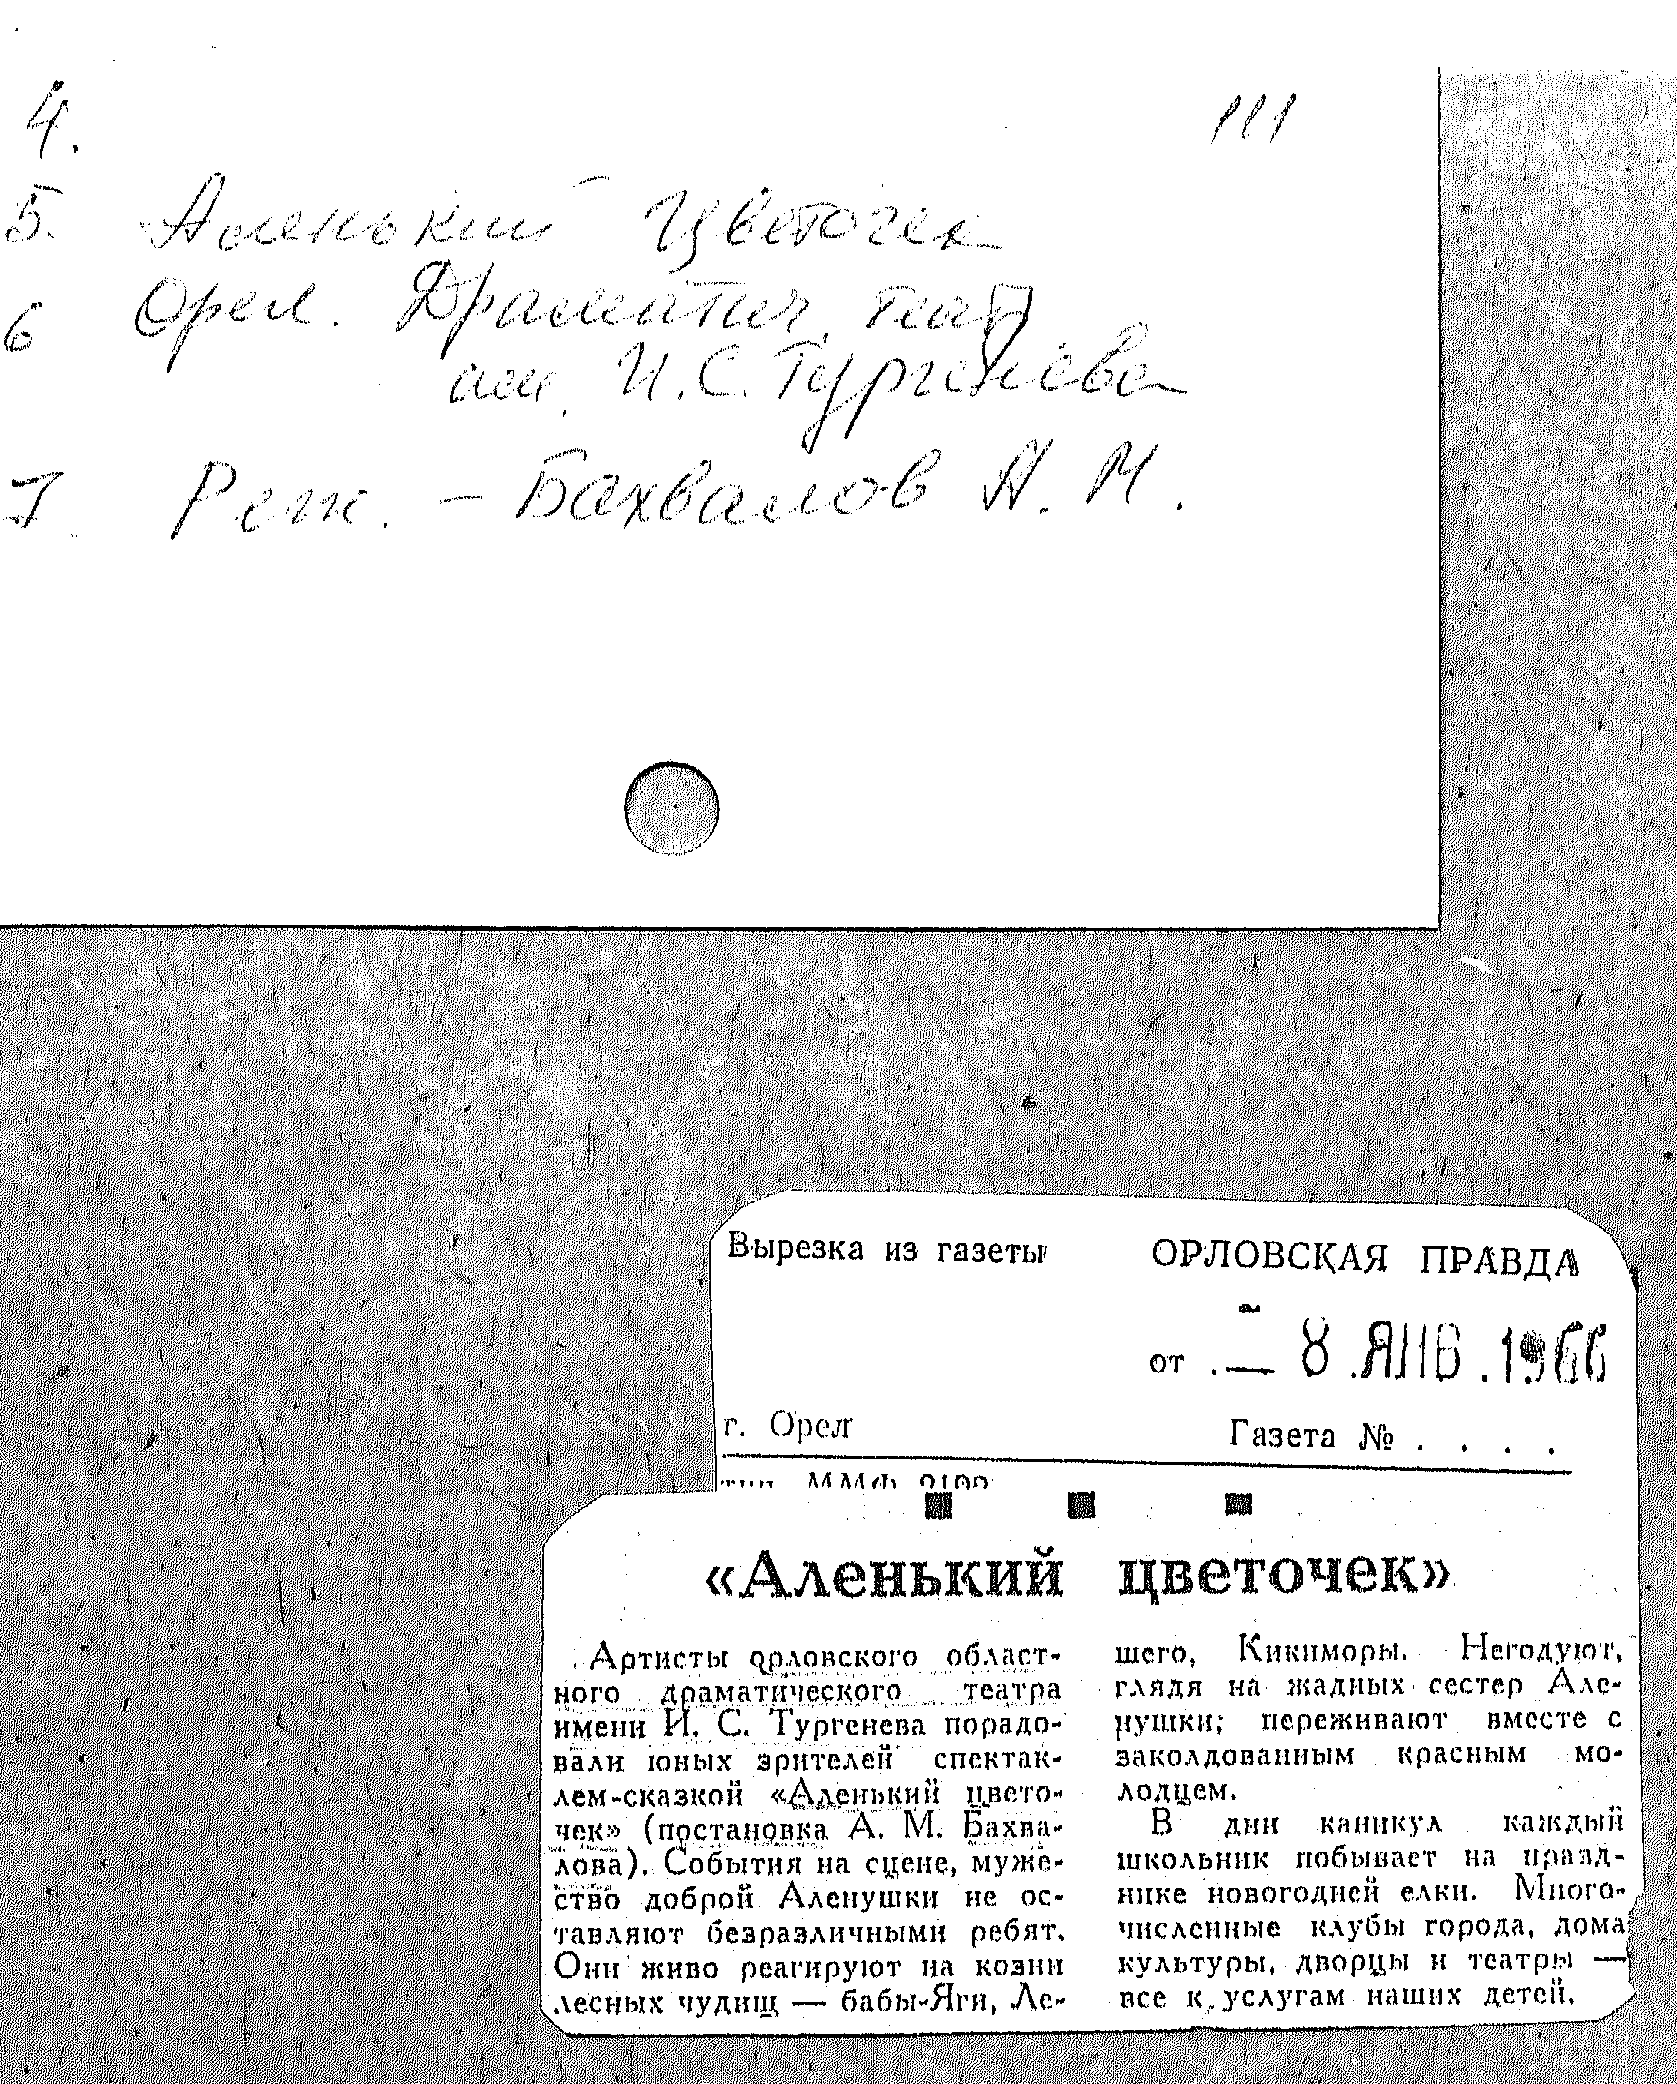 4.
111
5. Аленький Цветочек
6 Орел. Драматич. театр
им. И.С. Тургенева
7 Реж. – Бахвалов А. М.
Вырезка из газеты ОРЛОВСКАЯ ПРАВДА
от . — 8 .ЯНВ .1966
г. Орел Газета № . . . .
«Аленький цветочек»
Артисты орловского област-
ного драматического театра
имени И. С. Тургенева порадо-
вали юных зрителей спектак-
лем-сказкой «Аленький цвето-
чек» (постановка А. М. Бахва-
лова). События на сцене, муже-
ство доброй Аленушки не ос-
тавляют безразличными ребят.
Они живо реагируют на козни
лесных чудищ — бабы-Яги, Ле-
шего, Кикиморы. Негодуют,
глядя на жадных сестер Але-
нушки; переживают вместе с
заколдованным красным мо-
лодцем.
В дни каникул каждый
школьник побывает на празд-
нике новогодней елки. Много-
численные клубы города, дома
культуры, дворцы и театры —
все к услугам наших детей.